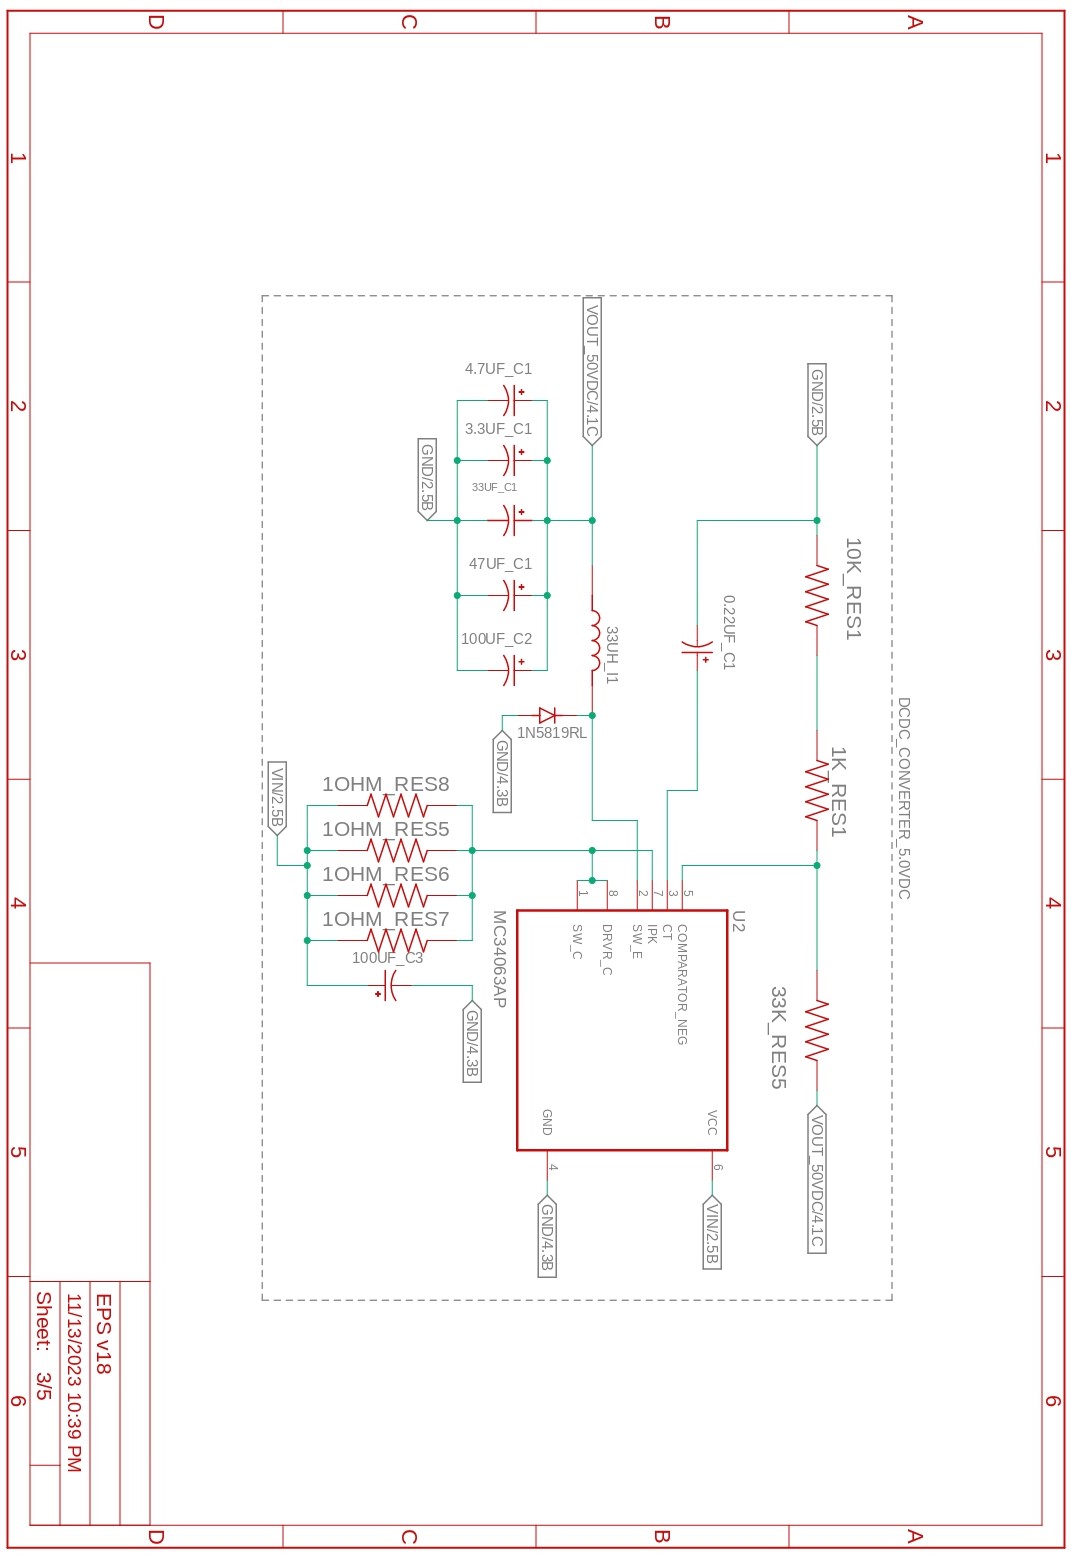 1 2 3 4 5 6
A A
DCDC_CONVERTER_5.0VDC
10K_RES1
1K_RES1
GND/2.5B
VOUT_50VDC/4.1C
33K_RES5
U2
0.22UF_C1
VCC
6
VIN/2.5B
5
COMPARATOR_NEG
3
CT
B B
7
IPK
2
SW_E
33UH_I1
8
DRVR_C
VOUT_50VDC/4.1C
1
SW_C
1N5819RL
GND
4
GND/4.3B
4.7UF_C1
3.3UF_C1
33UF_C1
47UF_C1
100UF_C2
GND/4.3B
MC34063AP
GND/4.3B
GND/2.5B
C C
1OHM_RES8
1OHM_RES5
1OHM_RES6
1OHM_RES7
100UF_C3
VIN/2.5B
D D
EPS v18
11/13/2023 10:39 PM
Sheet: 3/5
1 2 3 4 5 6